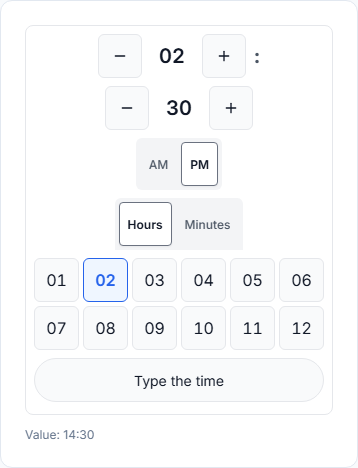 − 02 + :
− 30 +
AM PM
Hours Minutes
01 02 03 04 05 06
07 08 09 10 11 12
Type the time
Value: 14:30